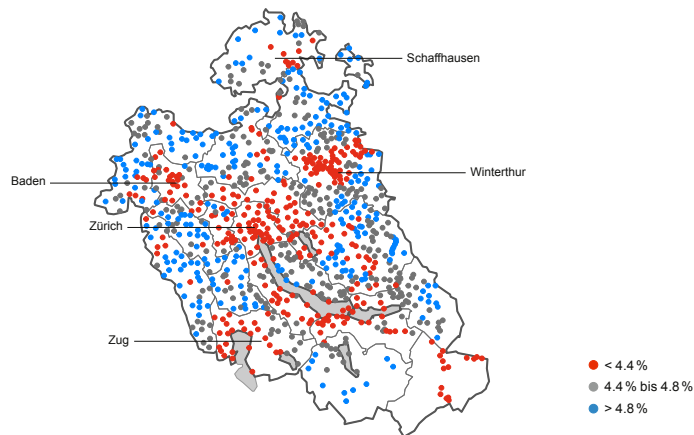 Schaffhausen
Winterthur
Baden
Zürich
Zug
< 4.4 %
4.4 % bis 4.8 %
> 4.8 %